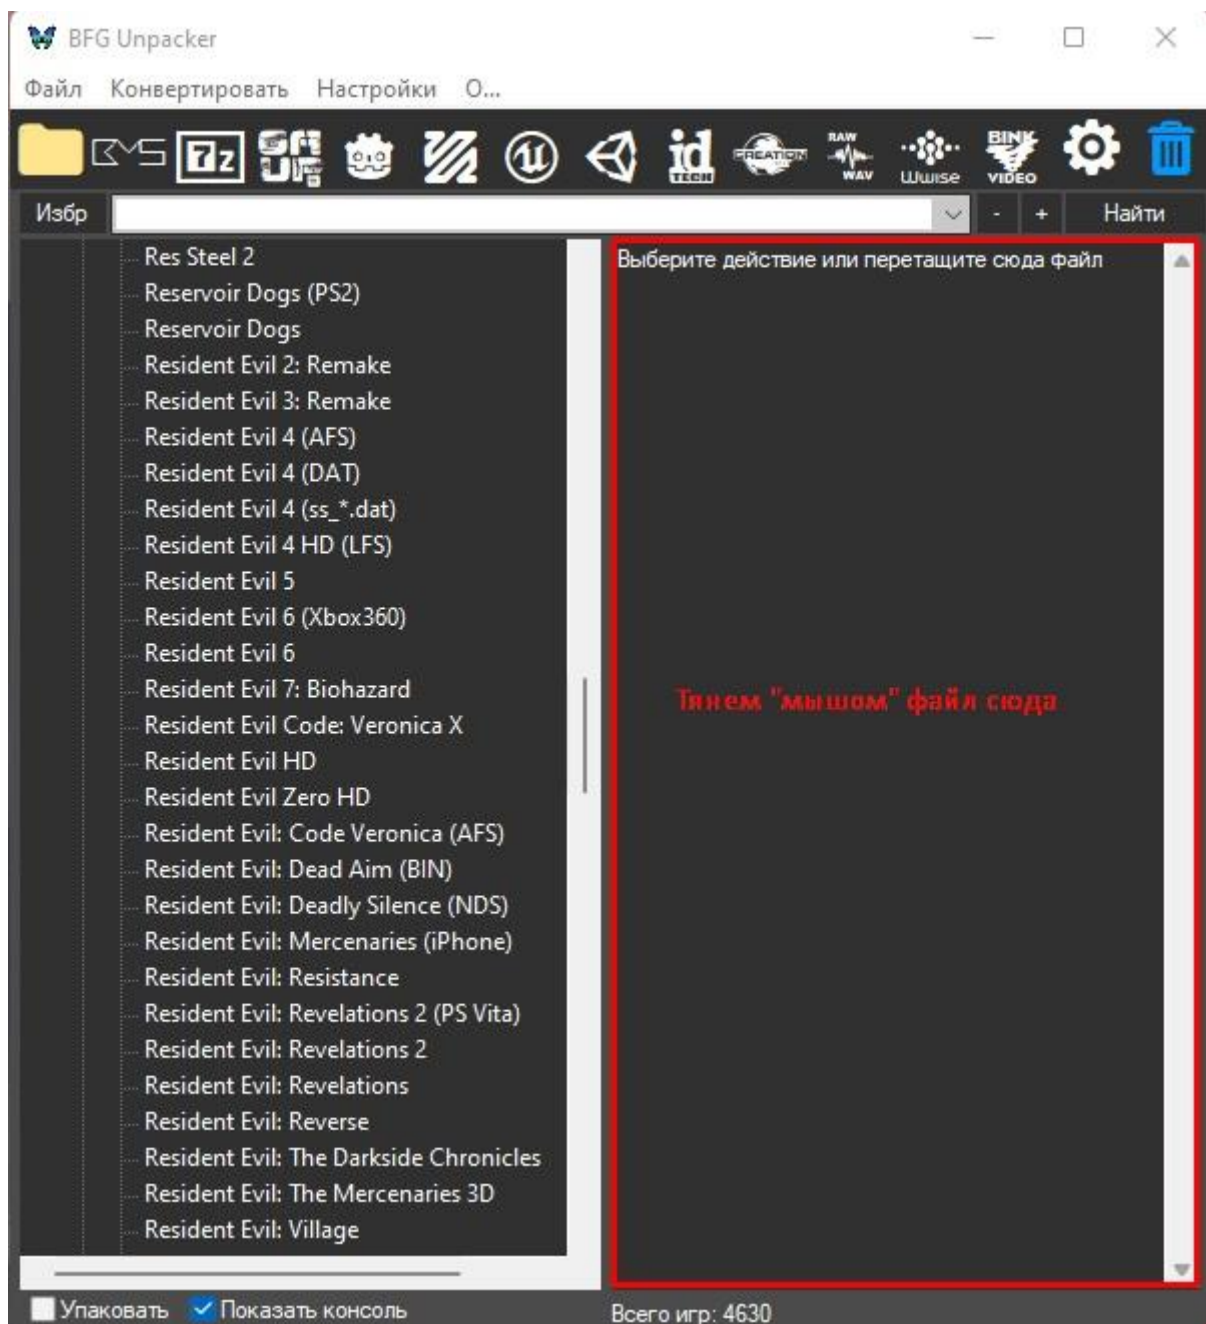 BFG Unpacker
Файл Конвертировать Настройки О...
BMS 7z id TECH CREATION RAW WAV Wwise BINK VIDEO
Избр - + Найти
Res Steel 2
Reservoir Dogs (PS2)
Reservoir Dogs
Resident Evil 2: Remake
Resident Evil 3: Remake
Resident Evil 4 (AFS)
Resident Evil 4 (DAT)
Resident Evil 4 (ss_*.dat)
Resident Evil 4 HD (LFS)
Resident Evil 5
Resident Evil 6 (Xbox360)
Resident Evil 6
Resident Evil 7: Biohazard
Resident Evil Code: Veronica X
Resident Evil HD
Resident Evil Zero HD
Resident Evil: Code Veronica (AFS)
Resident Evil: Dead Aim (BIN)
Resident Evil: Deadly Silence (NDS)
Resident Evil: Mercenaries (iPhone)
Resident Evil: Resistance
Resident Evil: Revelations 2 (PS Vita)
Resident Evil: Revelations 2
Resident Evil: Revelations
Resident Evil: Reverse
Resident Evil: The Darkside Chronicles
Resident Evil: The Mercenaries 3D
Resident Evil: Village
Выберите действие или перетащите сюда файл
Тянем "мышом" файл сюда
Упаковать Показать консоль
Всего игр: 4630